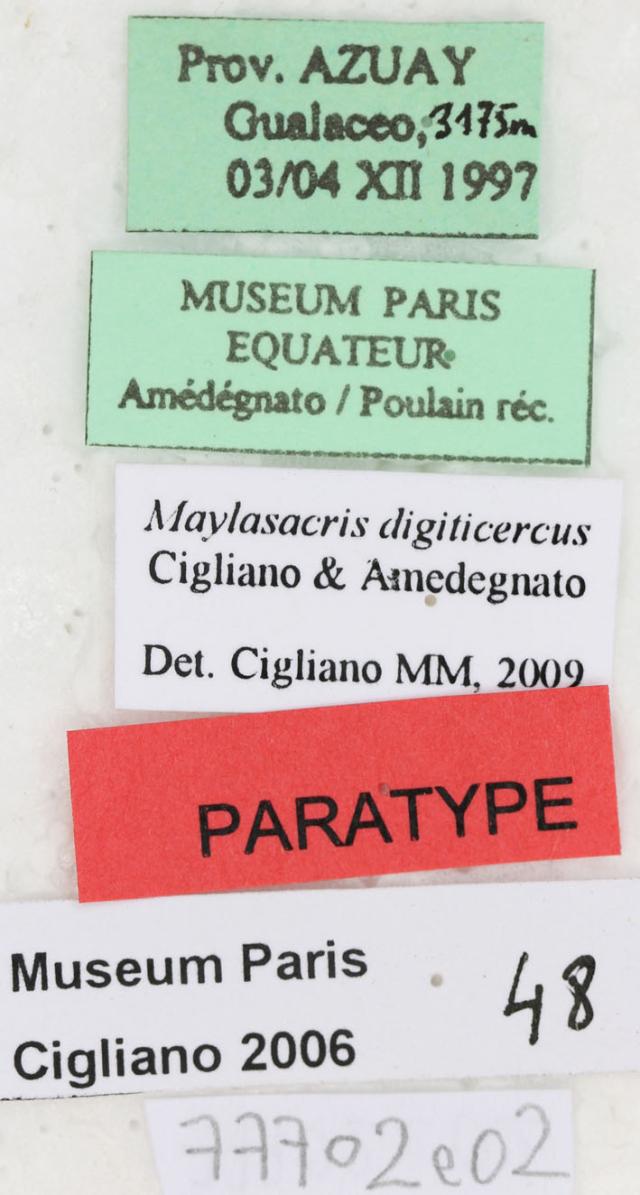 Prov. AZUAY
Gualaceo, 3175m
03/04 XII 1997
MUSEUM PARIS
EQUATEUR
Amédégnato / Poulain réc.
Maylasacris digiticercus
Cigliano & Amedegnato
Det. Cigliano MM, 2009
PARATYPE
Museum Paris
48
Cigliano 2006
77702e02